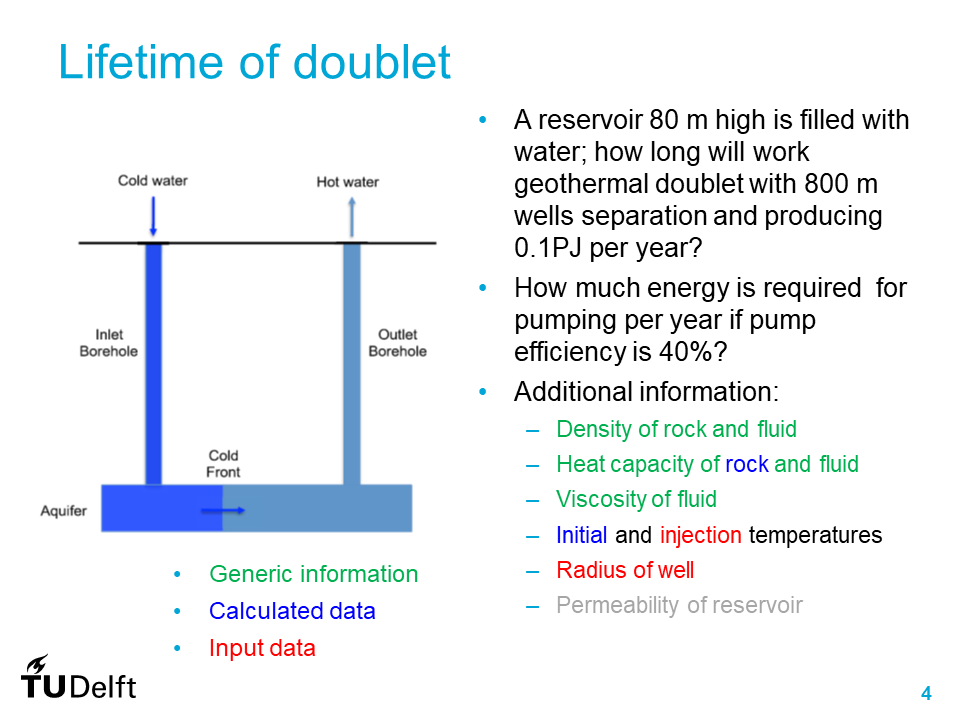 Lifetime of doublet
Cold water
Hot water
Inlet
Borehole
Outlet
Borehole
Cold
Front
Aquifer
• Generic information
• Calculated data
• Input data
• A reservoir 80 m high is filled with
water; how long will work
geothermal doublet with 800 m
wells separation and producing
0.1PJ per year?
• How much energy is required for
pumping per year if pump
efficiency is 40%?
• Additional information:
– Density of rock and fluid
– Heat capacity of rock and fluid
– Viscosity of fluid
– Initial and injection temperatures
– Radius of well
– Permeability of reservoir
TUDelft
4